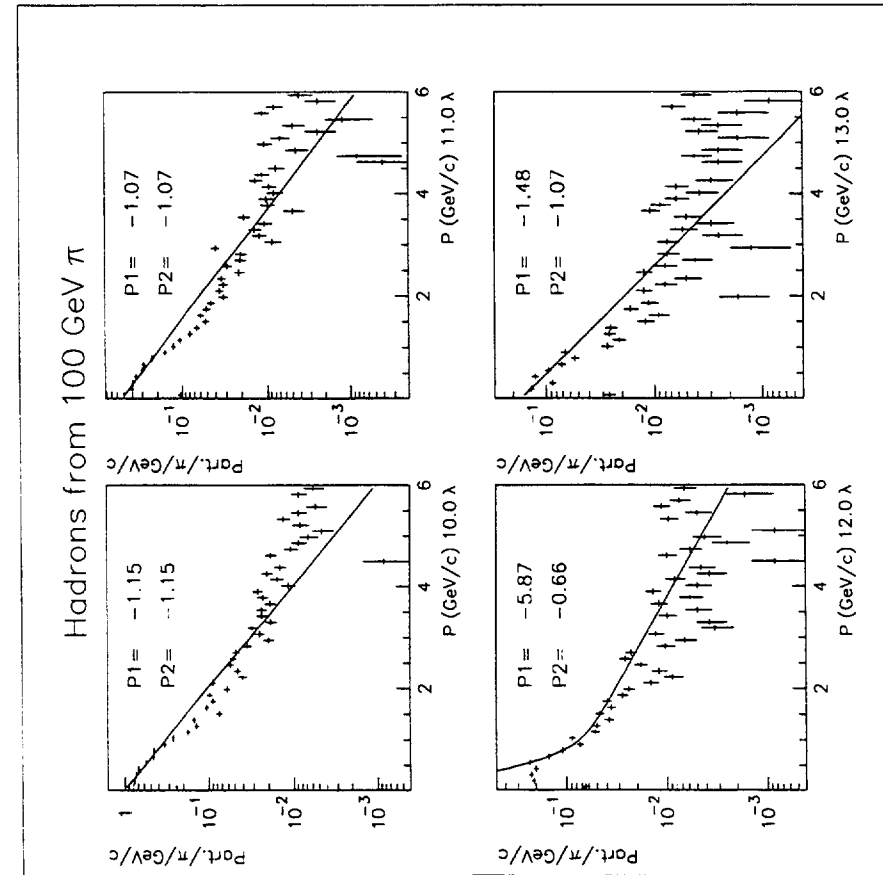 Hadrons from 100 GeV π
Part./π/GeV/c
1
10⁻¹
10⁻²
10⁻³
P1= −1.15
P2= −1.15
2 4 6
P (GeV/c) 10.0 λ
Part./π/GeV/c
10⁻¹
10⁻²
10⁻³
P1= −1.07
P2= −1.07
2 4 6
P (GeV/c) 11.0 λ
Part./π/GeV/c
10⁻¹
10⁻²
10⁻³
P1= −5.87
P2= −0.66
2 4 6
P (GeV/c) 12.0 λ
Part./π/GeV/c
10⁻¹
10⁻²
10⁻³
P1= −1.48
P2= −1.07
2 4 6
P (GeV/c) 13.0 λ